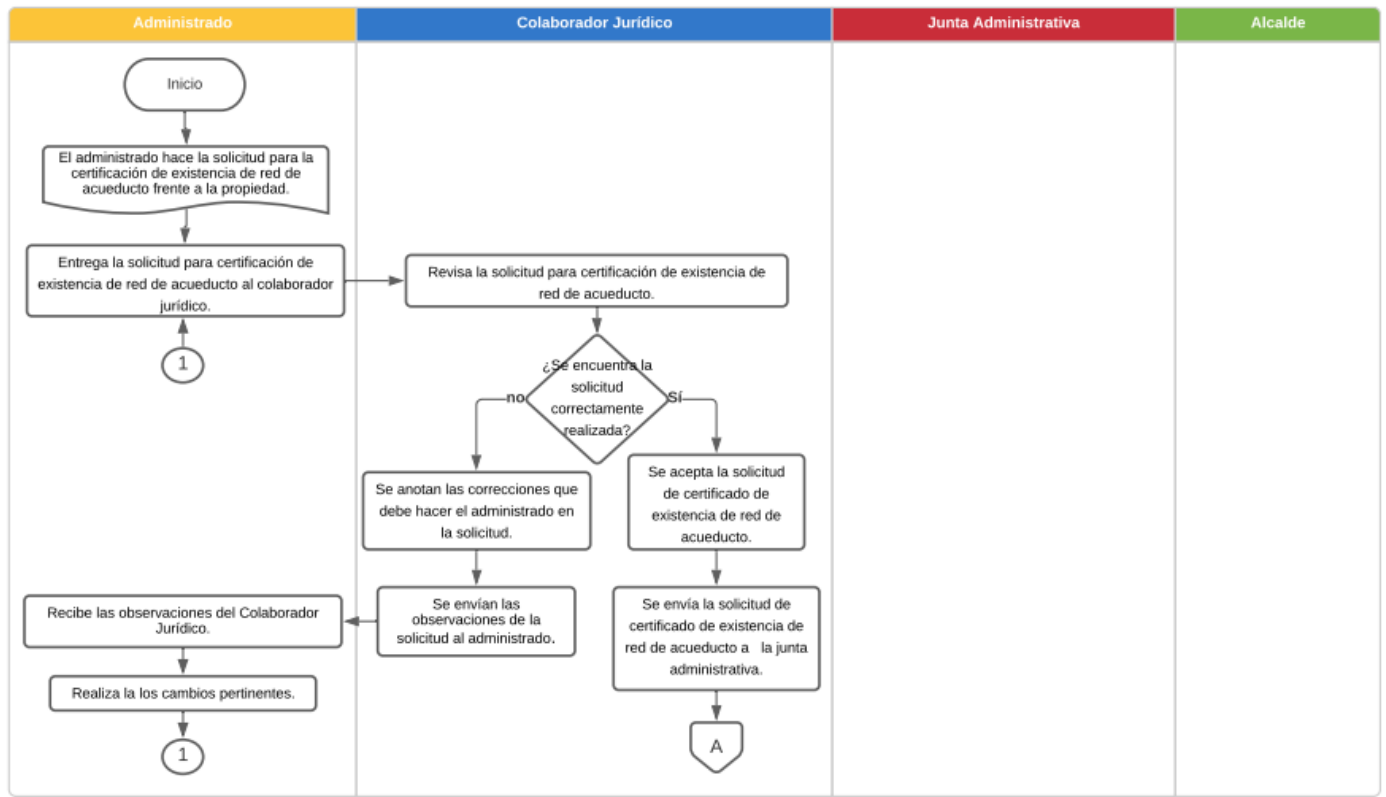 Administrado
Colaborador Jurídico
Junta Administrativa
Alcalde
Inicio
El administrado hace la solicitud para la
certificación de existencia de red de
acueducto frente a la propiedad.
Entrega la solicitud para certificación de
existencia de red de acueducto al colaborador
jurídico.
1
Revisa la solicitud para certificación de existencia de
red de acueducto.
¿Se encuentra la
solicitud
correctamente
realizada?
no
Sí
Se anotan las correcciones que
debe hacer el administrado en
la solicitud.
Se acepta la solicitud
de certificado de
existencia de red de
acueducto.
Se envían las
observaciones de la
solicitud al administrado.
Se envía la solicitud de
certificado de existencia de
red de acueducto a la junta
administrativa.
Recibe las observaciones del Colaborador
Jurídico.
Realiza la los cambios pertinentes.
1
A